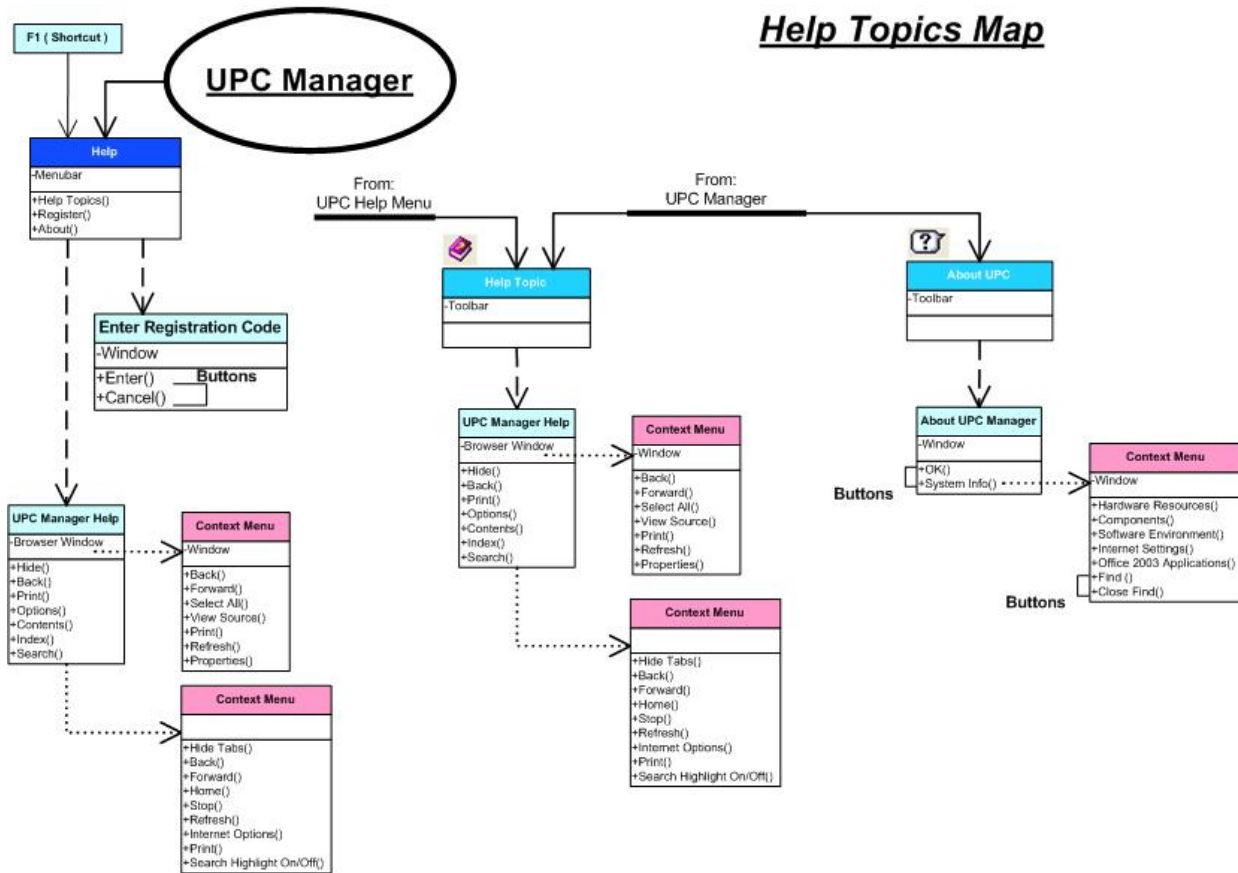 Help Topics Map
F1 ( Shortcut )
UPC Manager
Help
-Menubar
+Help Topics()
+Register()
+About()
Enter Registration Code
-Window
+Enter()
+Cancel()
Buttons
UPC Manager Help
-Browser Window
+Hide()
+Back()
+Print()
+Options()
+Contents()
+Index()
+Search()
Context Menu
-Window
+Back()
+Forward()
+Select All()
+View Source()
+Print()
+Refresh()
+Properties()
Context Menu
+Hide Tabs()
+Back()
+Forward()
+Home()
+Stop()
+Refresh()
+Internet Options()
+Print()
+Search Highlight On/Off()
From:
UPC Help Menu
From:
UPC Manager
Help Topic
-Toolbar
UPC Manager Help
-Browser Window
+Hide()
+Back()
+Print()
+Options()
+Contents()
+Index()
+Search()
Context Menu
-Window
+Back()
+Forward()
+Select All()
+View Source()
+Print()
+Refresh()
+Properties()
Context Menu
+Hide Tabs()
+Back()
+Forward()
+Home()
+Stop()
+Refresh()
+Internet Options()
+Print()
+Search Highlight On/Off()
?
About UPC
-Toolbar
About UPC Manager
-Window
+OK()
+System Info()
Buttons
Context Menu
-Window
+Hardware Resources()
+Components()
+Software Environment()
+Internet Settings()
+Office 2003 Applications()
+Find ()
+Close Find()
Buttons